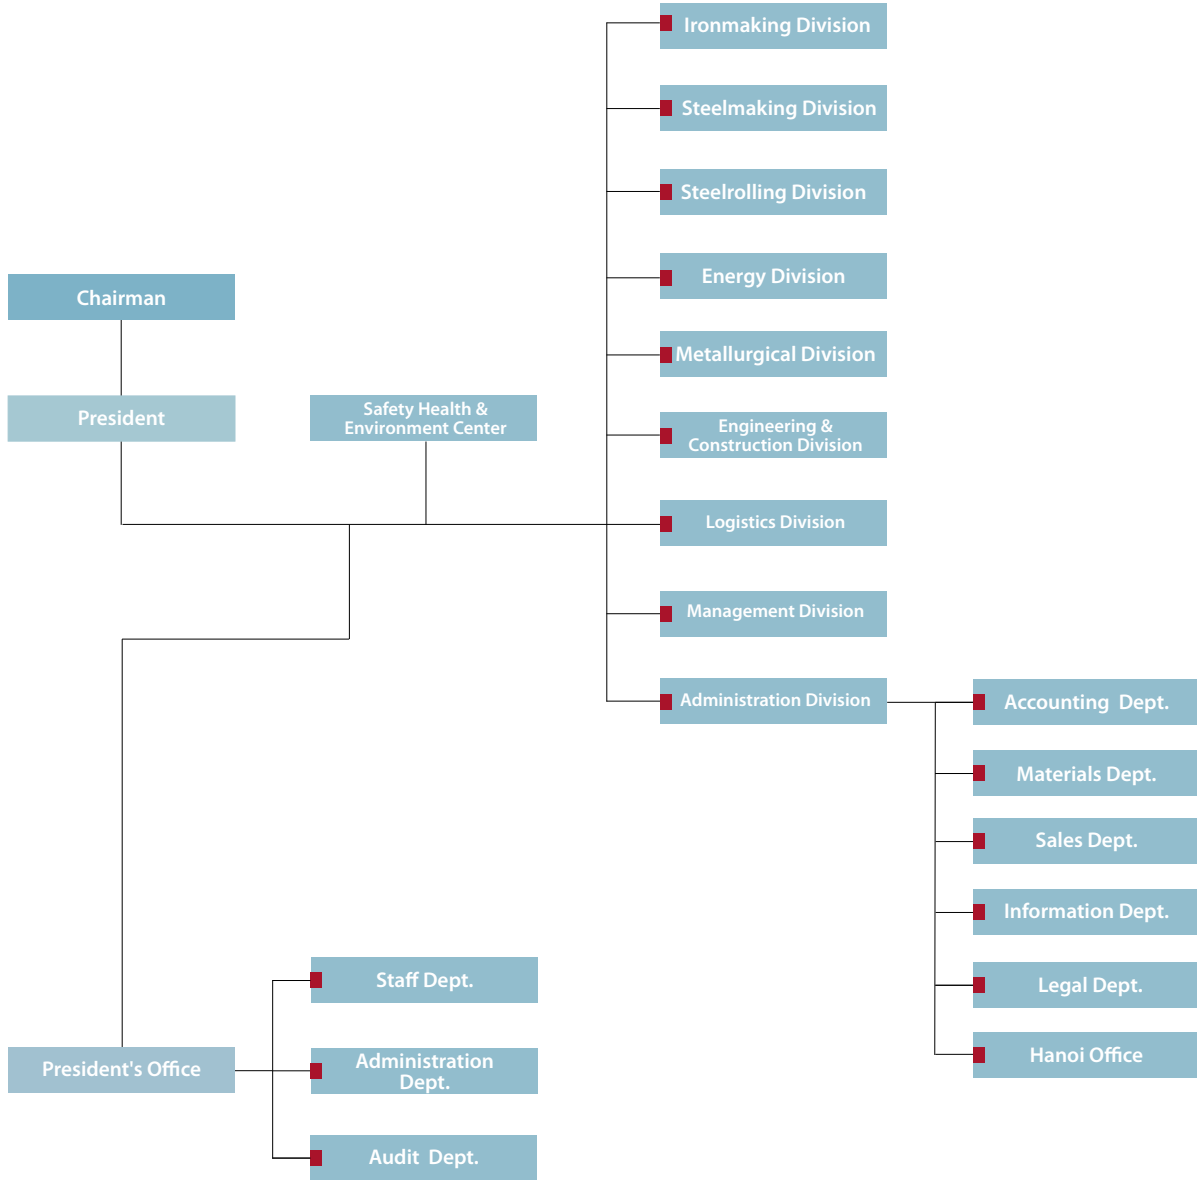 Chairman
President
Safety Health &
Environment Center
Ironmaking Division
Steelmaking Division
Steelrolling Division
Energy Division
Metallurgical Division
Engineering &
Construction Division
Logistics Division
Management Division
Administration Division
Accounting Dept.
Materials Dept.
Sales Dept.
Information Dept.
Legal Dept.
Hanoi Office
President's Office
Staff Dept.
Administration
Dept.
Audit Dept.